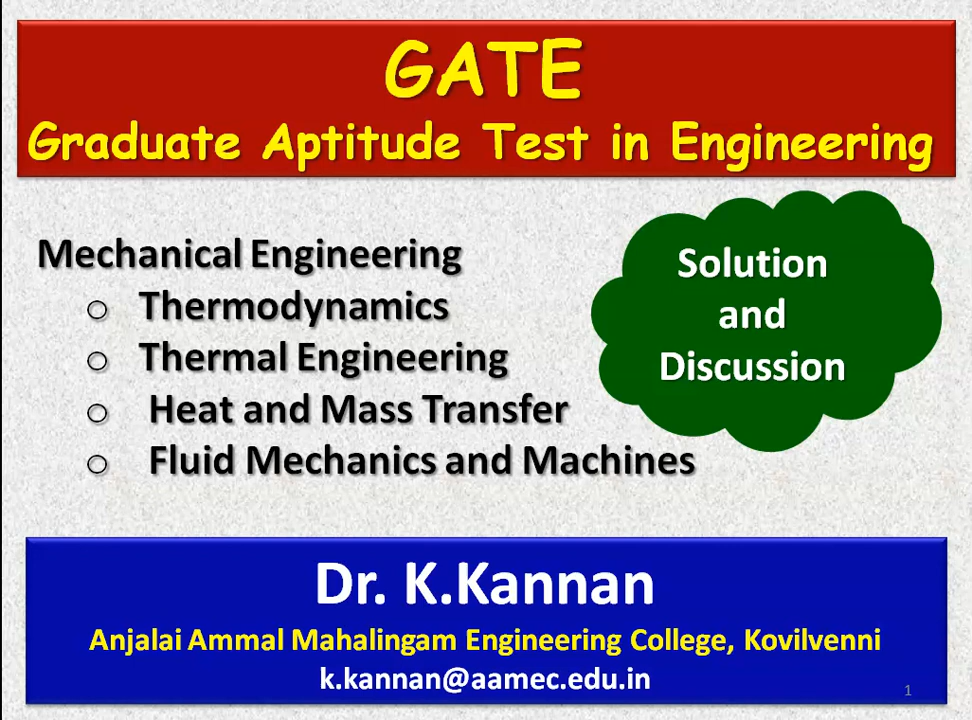 GATE
Graduate Aptitude Test in Engineering
Mechanical Engineering
o Thermodynamics
o Thermal Engineering
o Heat and Mass Transfer
o Fluid Mechanics and Machines
Solution
and
Discussion
Dr. K.Kannan
Anjalai Ammal Mahalingam Engineering College, Kovilvenni
k.kannan@aamec.edu.in
1